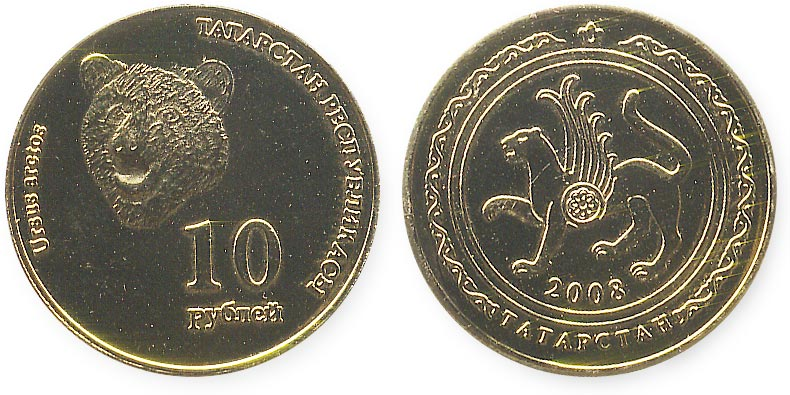 ТАТАРСТАН РЕСПУБЛИКАСЫ
Ursus arctos
10
рублей
2008
ТАТАРСТАН